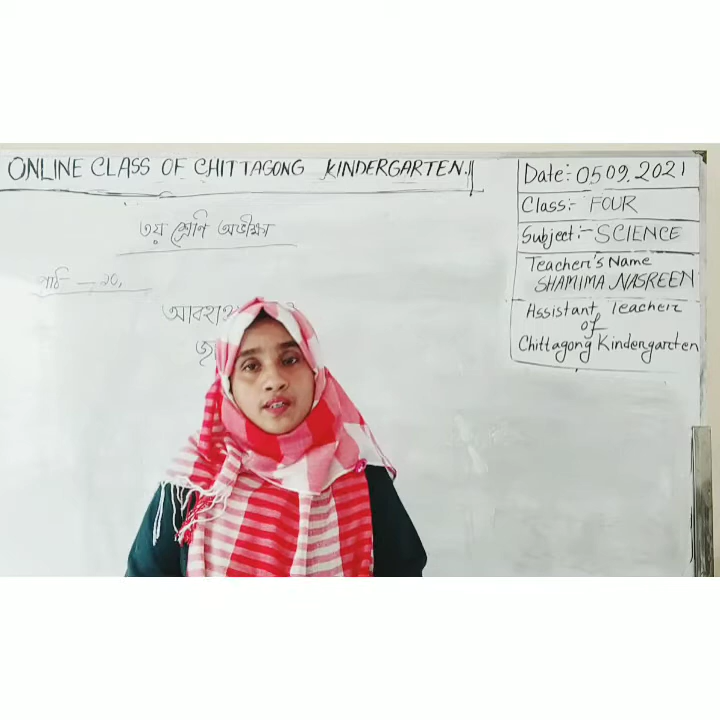 ONLINE CLASS OF CHITTAGONG KINDERGARTEN.
৩য় শ্রেণি অভীক্ষা
পাঠ — ১০,
Date:- 05.09.2021
Class:- FOUR
Subject:- SCIENCE
Teacher's Name
SHAMIMA NASREEN
Assistant Teacher
of
Chittagong Kindergarten